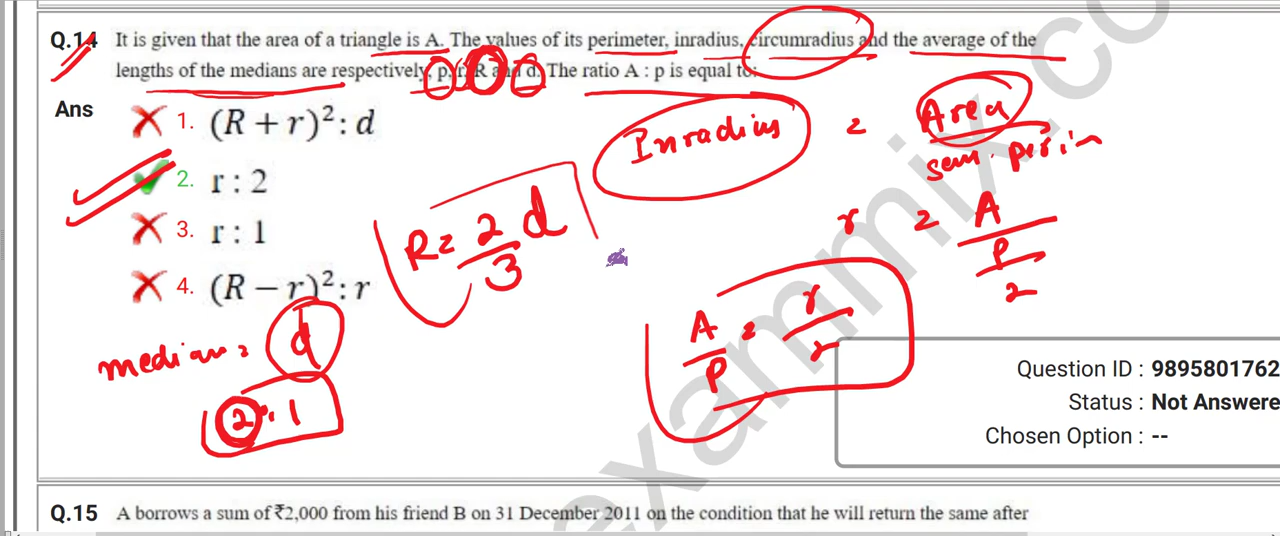 Q.14 It is given that the area of a triangle is A. The values of its perimeter, inradius, circumradius and the average of the
lengths of the medians are respectively, p, r, R and d. The ratio A : p is equal to:
Ans
1. (R + r)² : d
2. r : 2
3. r : 1
4. (R − r)² : r
Inradius = Area
semi perim
r = A
P
2
R = 2 d
3
A = r
P 2
median = d
2 : 1
Question ID : 9895801762
Status : Not Answere
Chosen Option : --
exammix.com
Q.15 A borrows a sum of ₹2,000 from his friend B on 31 December 2011 on the condition that he will return the same after